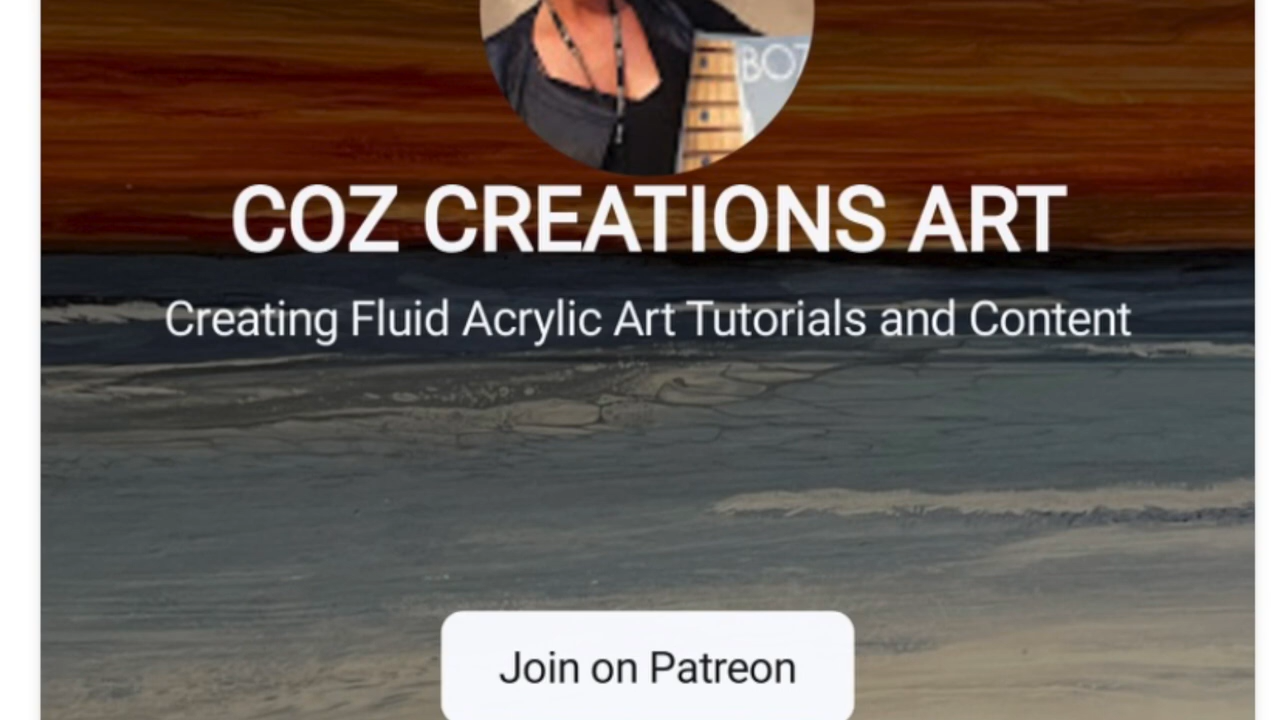 COZ CREATIONS ART
Creating Fluid Acrylic Art Tutorials and Content
Join on Patreon